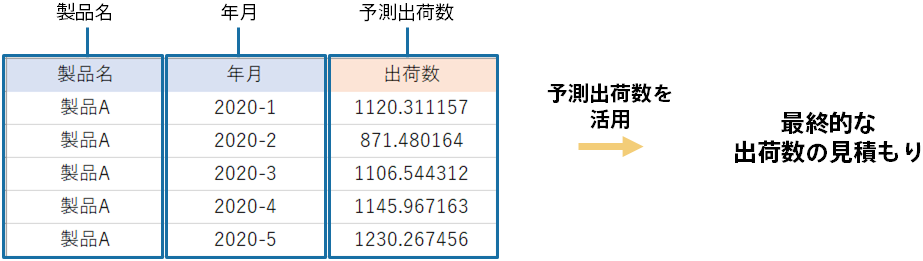 製品名 年月 予測出荷数
製品名 年月 出荷数
製品A 2020-1 1120.311157
製品A 2020-2 871.480164
製品A 2020-3 1106.544312
製品A 2020-4 1145.967163
製品A 2020-5 1230.267456
予測出荷数を
活用
最終的な
出荷数の見積もり